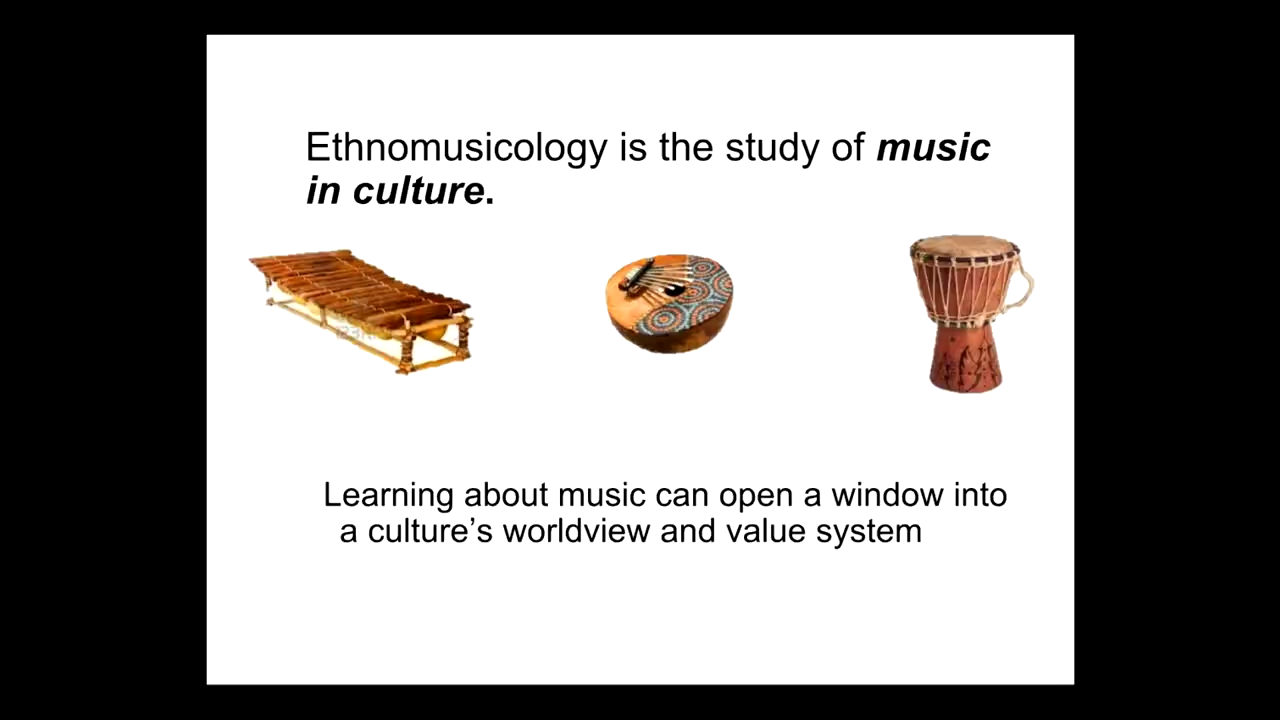 Ethnomusicology is the study of music
in culture.
Learning about music can open a window into
a culture’s worldview and value system